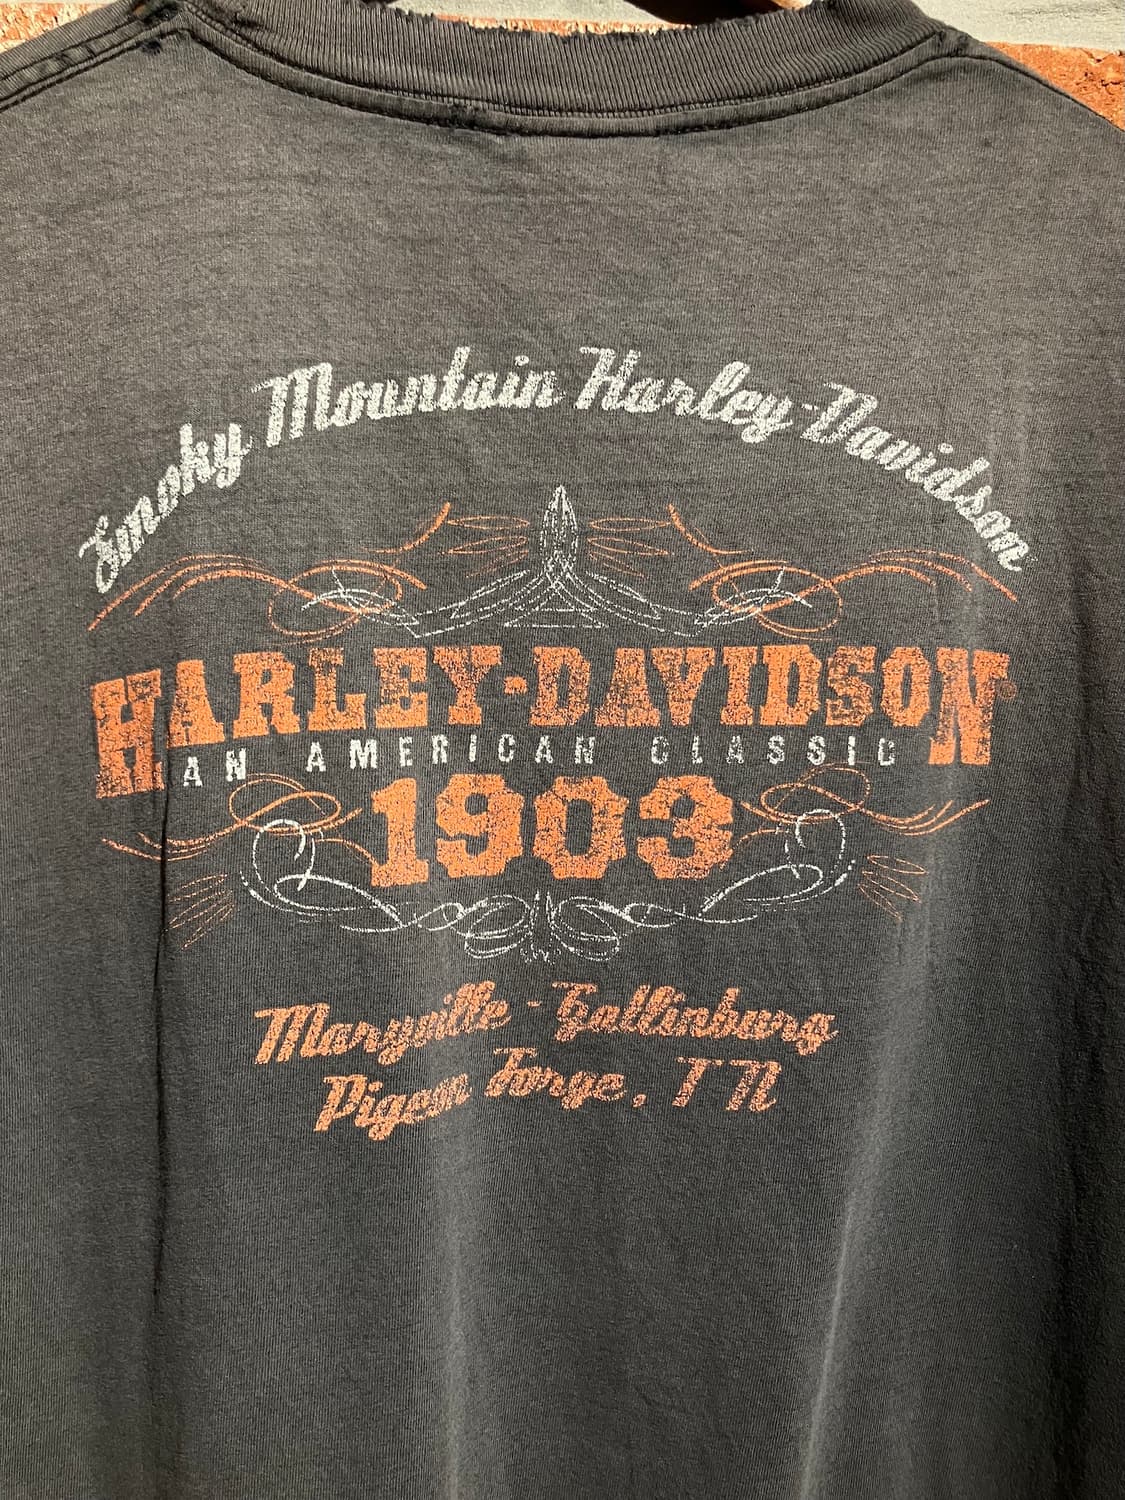 Smoky Mountain Harley-Davidson
HARLEY-DAVIDSON®
AN AMERICAN CLASSIC
1903
Maryville - Gatlinburg
Pigeon Forge, TN